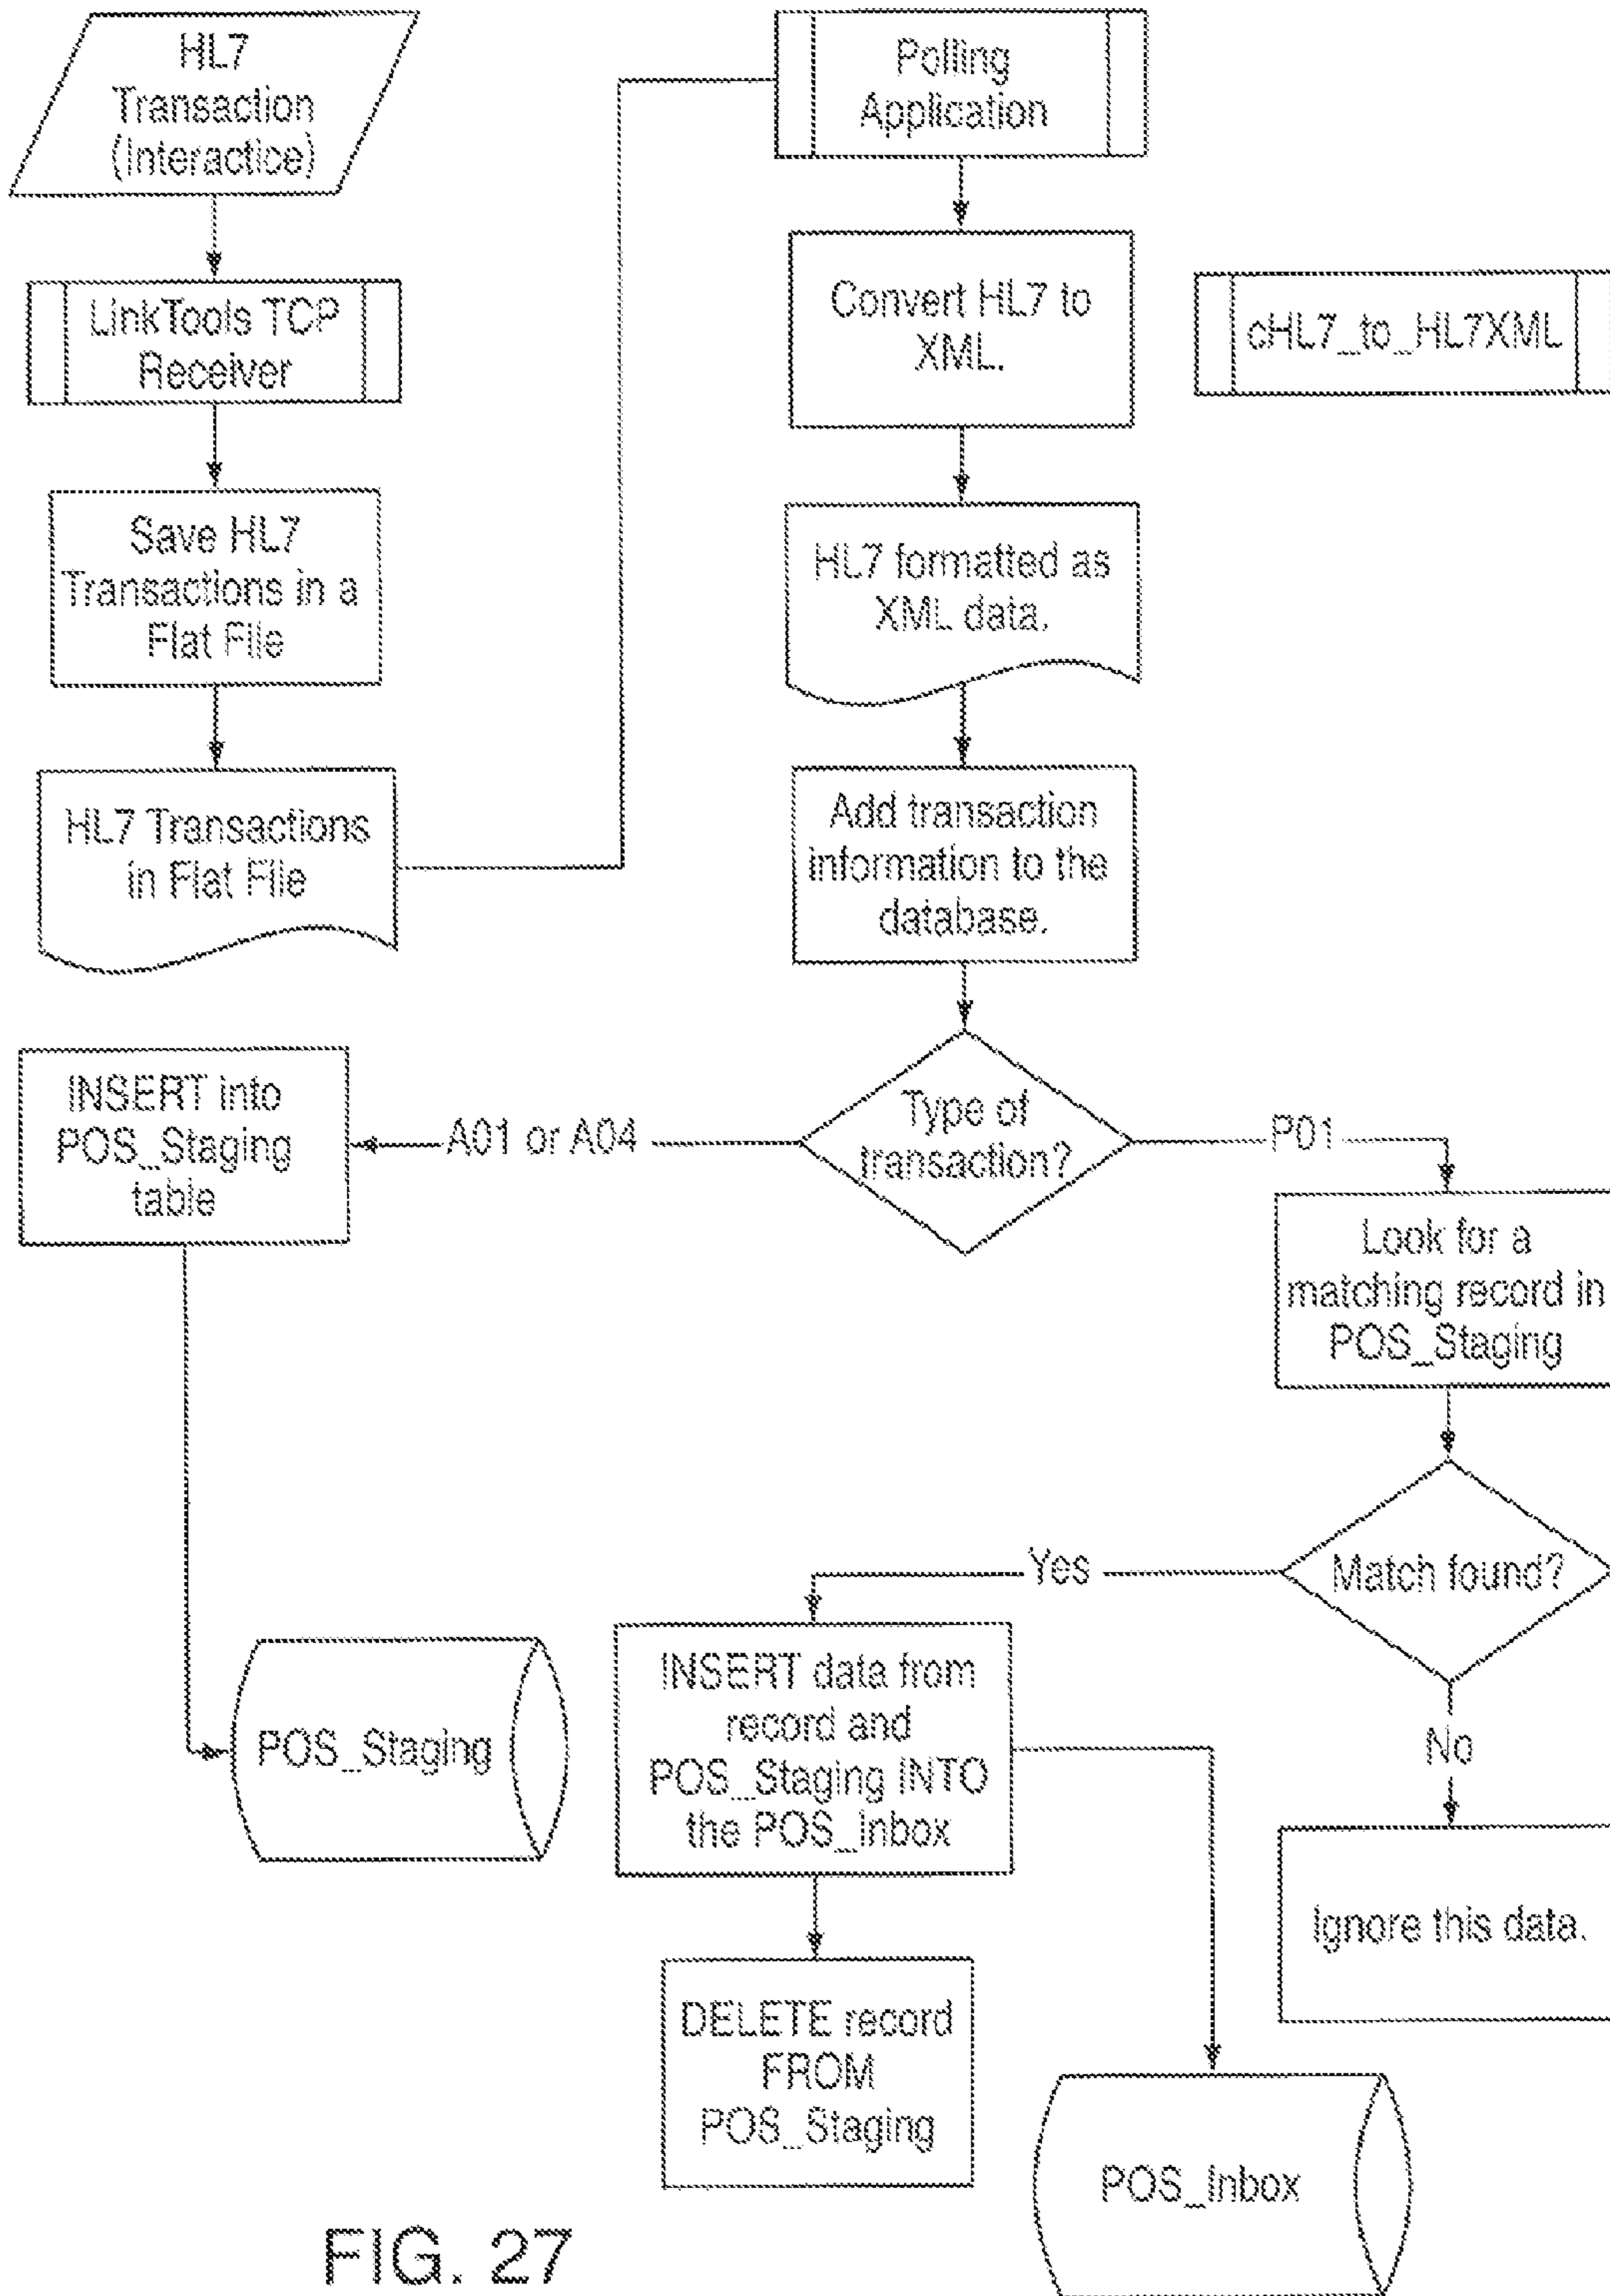 HL7
Transaction
(Interactice)
LinkTools TCP
Receiver
Save HL7
Transactions in a
Flat File
HL7 Transactions
in Flat File
Polling
Application
Convert HL7 to
XML.
cHL7_to_HL7XML
HL7 formatted as
XML data.
Add transaction
information to the
database.
Type of
transaction?
A01 or A04
P01
INSERT into
POS_Staging
table
POS_Staging
Look for a
matching record in
POS_Staging
Match found?
Yes
No
INSERT data from
record and
POS_Staging INTO
the POS_Inbox
Ignore this data.
DELETE record
FROM
POS_Staging
POS_Inbox
FIG. 27